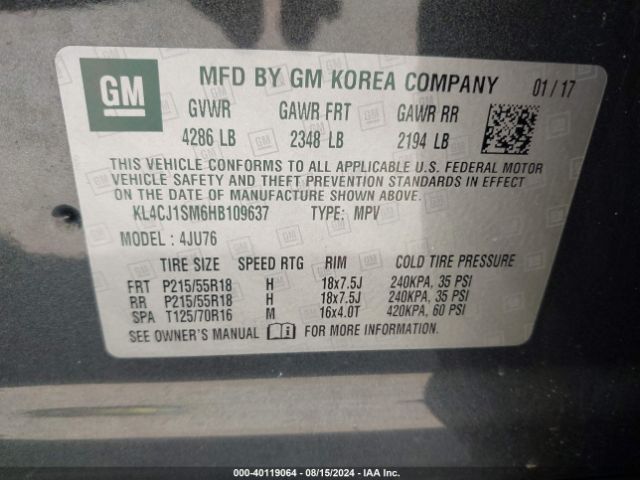 GM
MFD BY GM KOREA COMPANY 01 / 17
GVWR GAWR FRT GAWR RR
4286 LB 2348 LB 2194 LB
THIS VEHICLE CONFORMS TO ALL APPLICABLE U.S. FEDERAL MOTOR
VEHICLE SAFETY AND THEFT PREVENTION STANDARDS IN EFFECT
ON THE DATE OF MANUFACTURE SHOWN ABOVE.
KL4CJ1SM6HB109637 TYPE: MPV
MODEL : 4JU76
TIRE SIZE SPEED RTG RIM COLD TIRE PRESSURE
FRT P215/55R18 H 18x7.5J 240KPA, 35 PSI
RR P215/55R18 H 18x7.5J 240KPA, 35 PSI
SPA T125/70R16 M 16x4.0T 420KPA, 60 PSI
SEE OWNER'S MANUAL FOR MORE INFORMATION
000-40119064 - 08/15/2024 - IAA Inc.